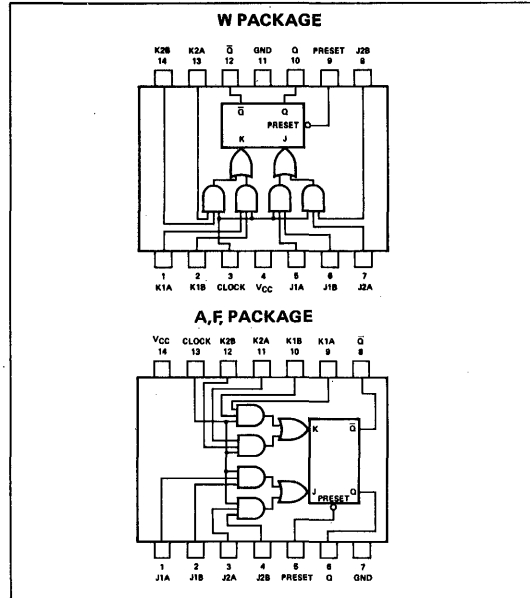 W PACKAGE
K2B K2A Q̅ GND Q PRESET J2B
14 13 12 11 10 9 8
Q̅ Q
PRESET
K J
1 2 3 4 5 6 7
K1A K1B CLOCK VCC J1A J1B J2A
A,F, PACKAGE
VCC CLOCK K2B K2A K1B K1A Q̅
14 13 12 11 10 9 8
K Q̅
J Q
PRESET
1 2 3 4 5 6 7
J1A J1B J2A J2B PRESET Q GND